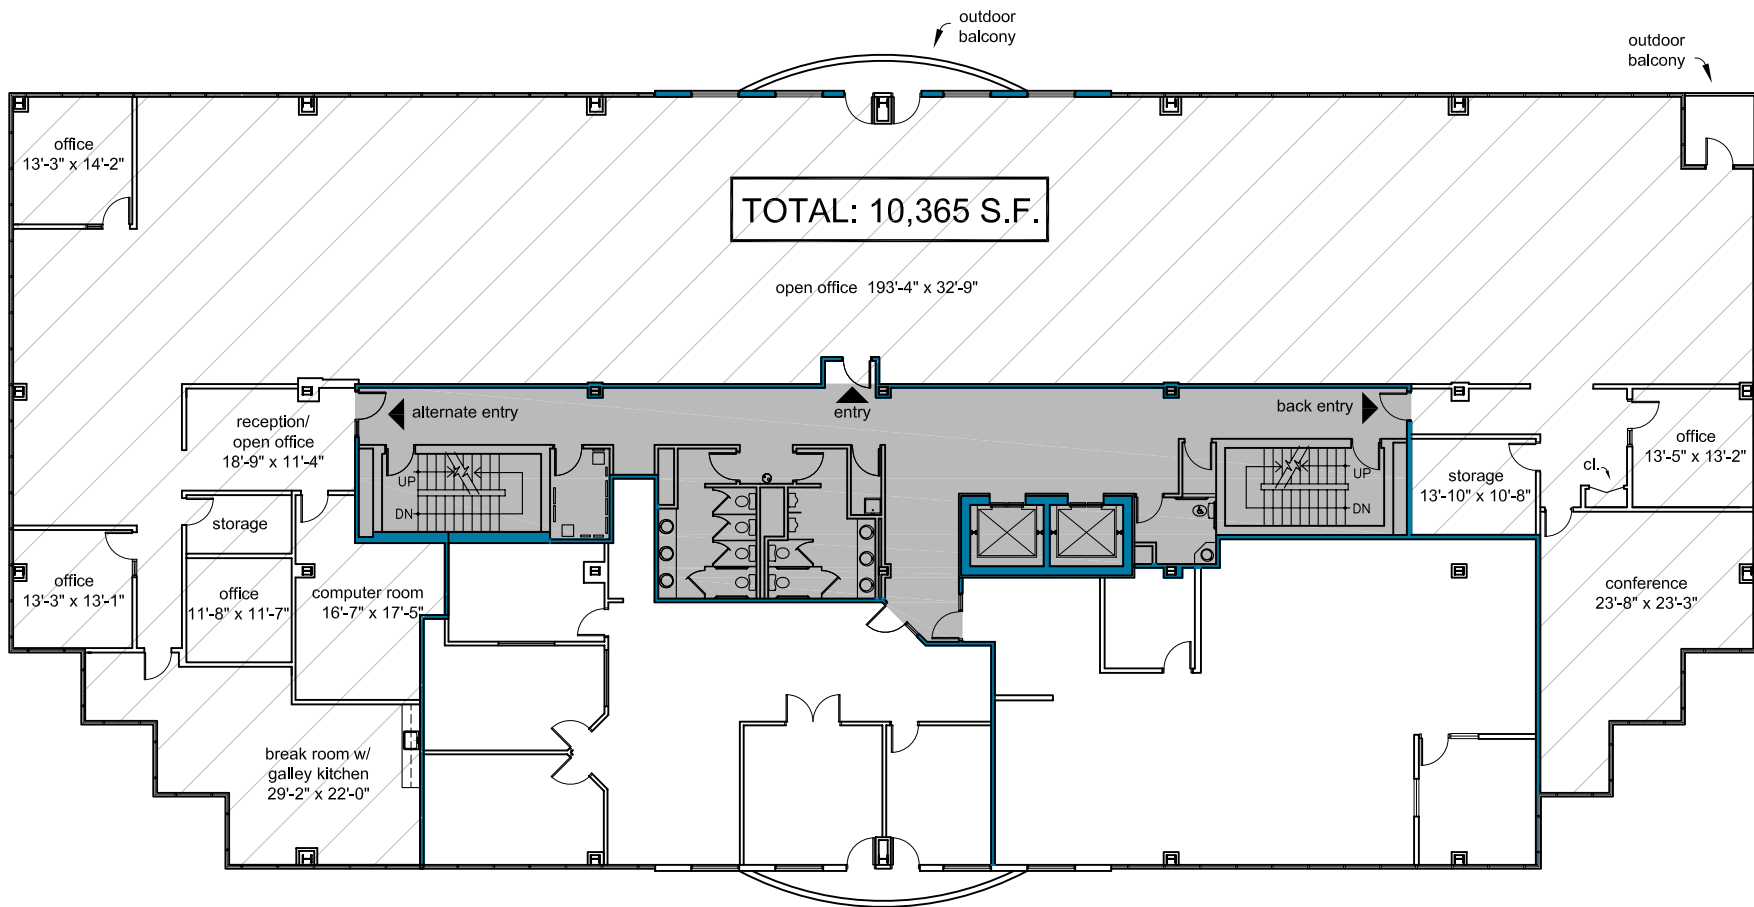 outdoor
balcony
outdoor
balcony
office
13'-3" x 14'-2"
TOTAL: 10,365 S.F.
open office 193'-4" x 32'-9"
alternate entry
entry
back entry
reception/
open office
18'-9" x 11'-4"
office
13'-5" x 13'-2"
cl.
storage
13'-10" x 10'-8"
UP
DN
UP
DN
storage
office
13'-3" x 13'-1"
office
11'-8" x 11'-7"
computer room
16'-7" x 17'-5"
conference
23'-8" x 23'-3"
break room w/
galley kitchen
29'-2" x 22'-0"